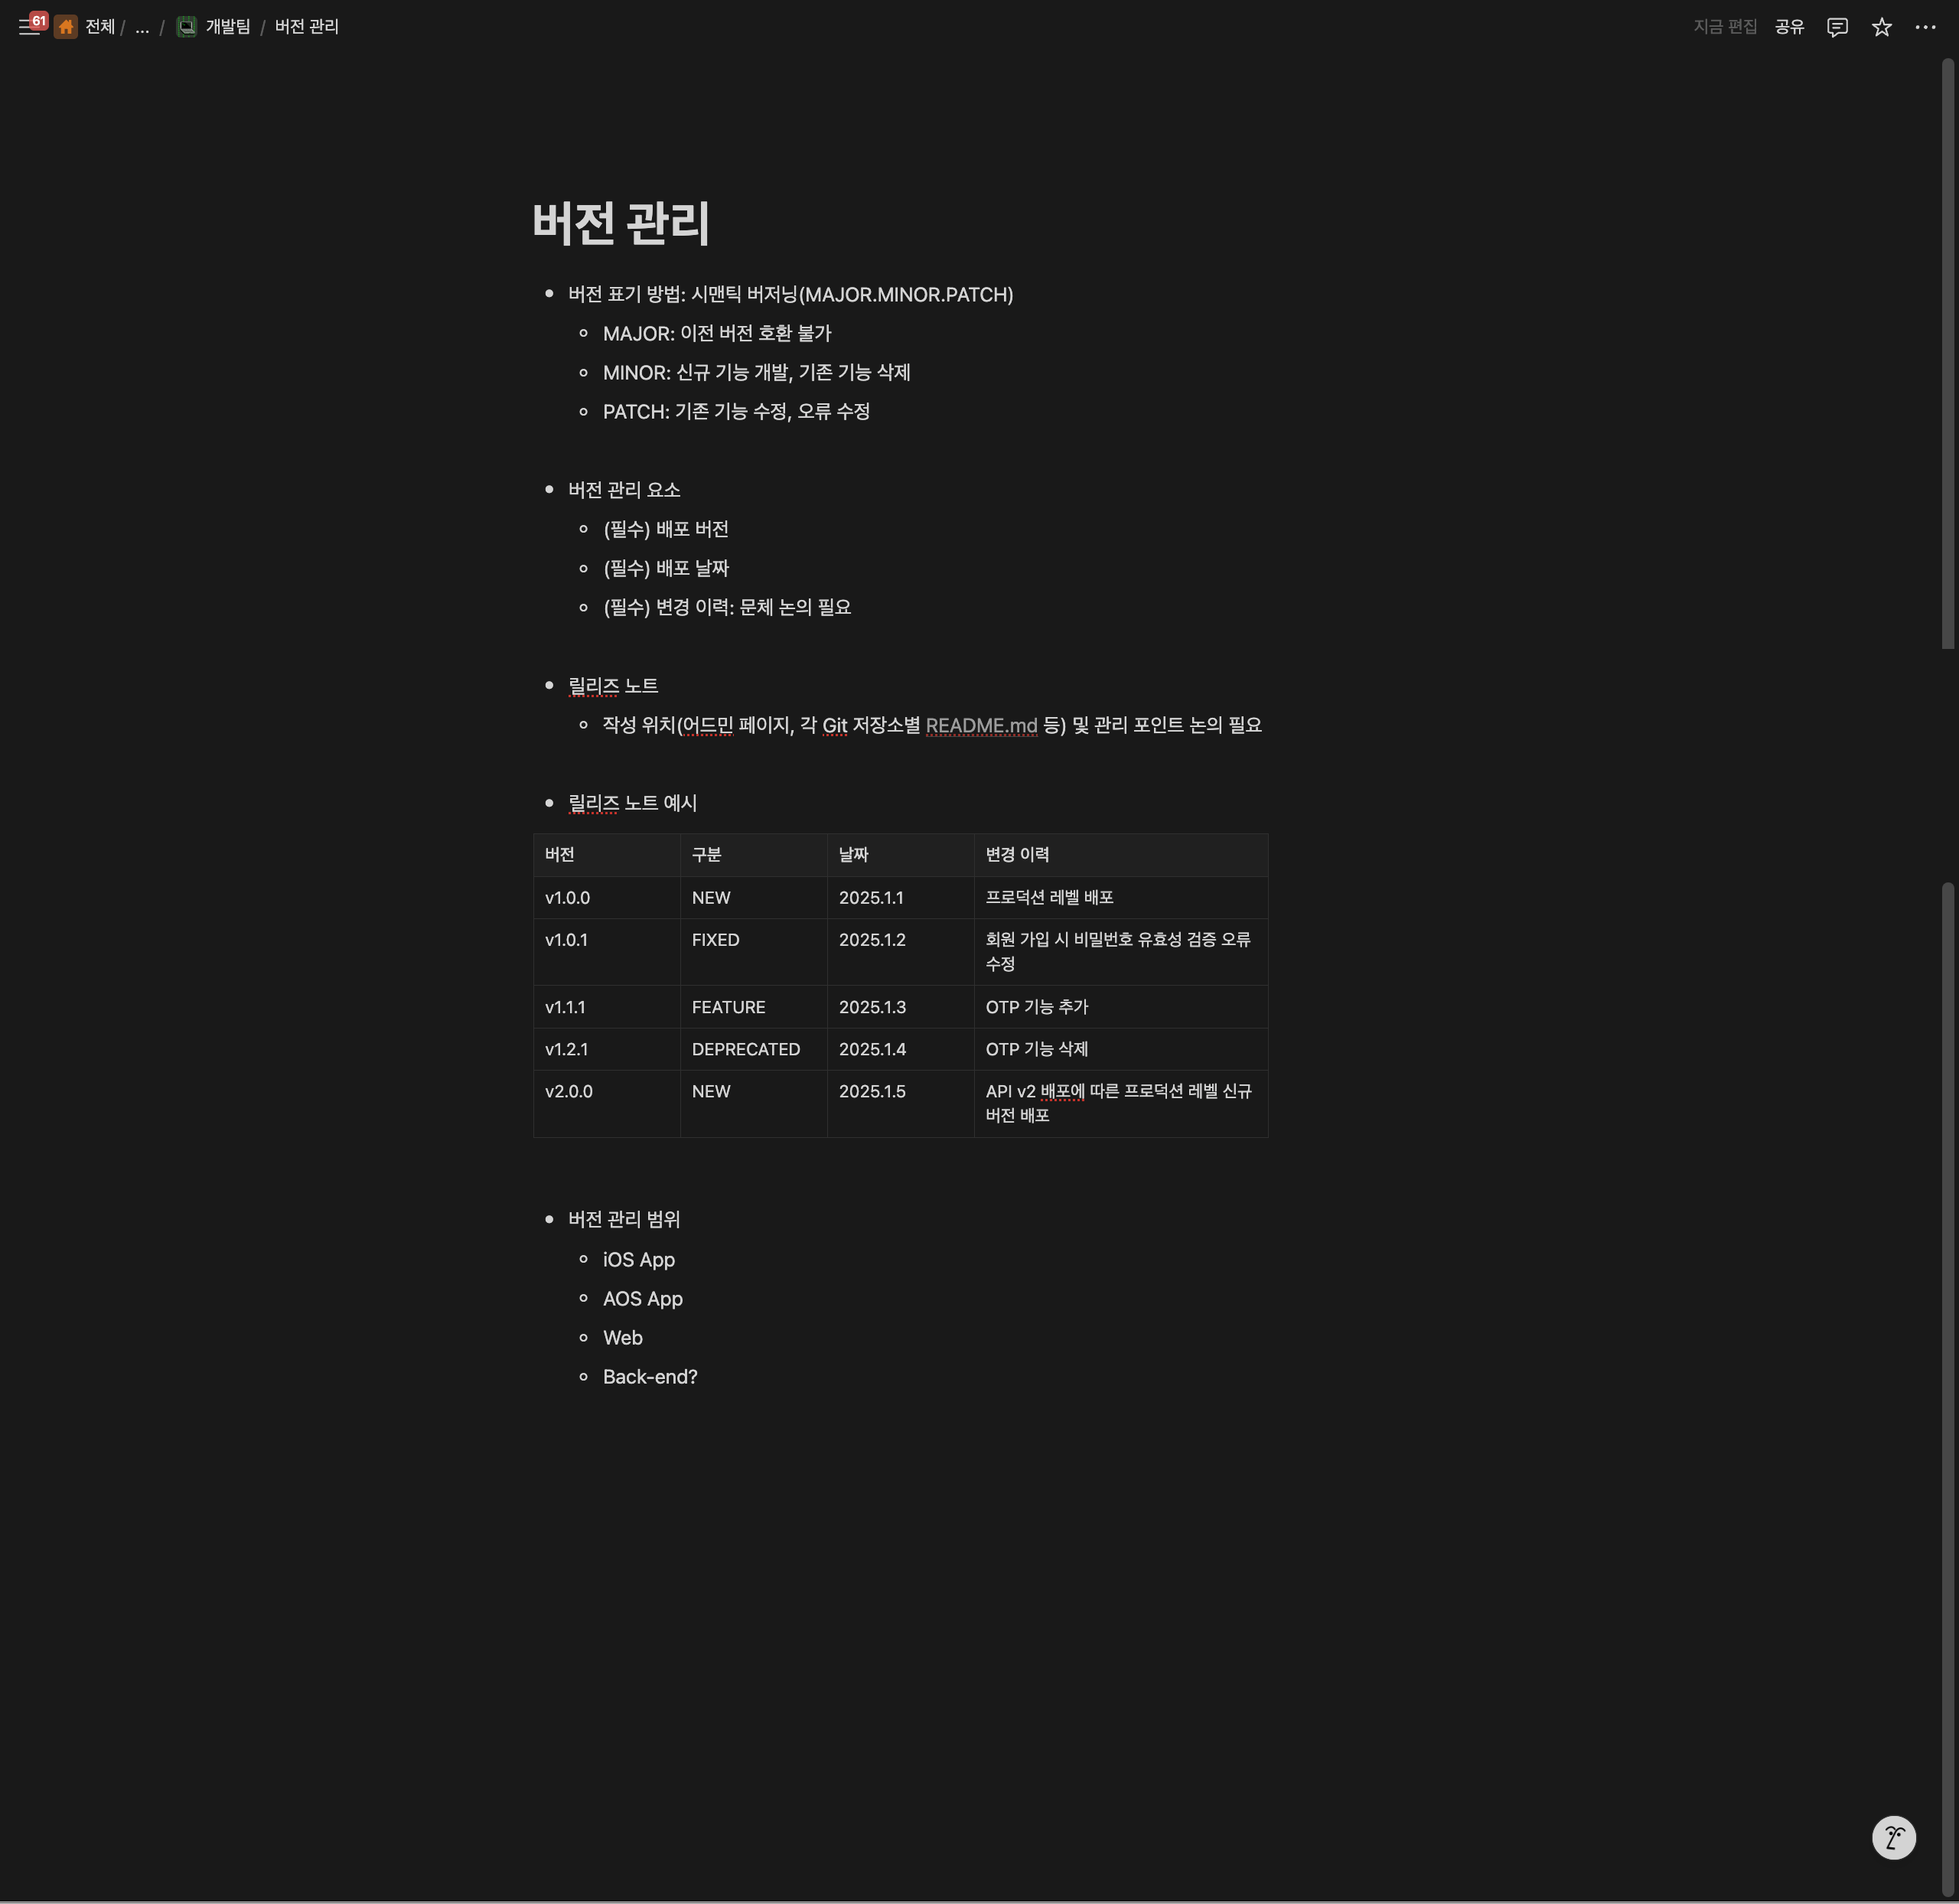 61 전체 / ... / 개발팀 / 버전 관리 지금 편집 공유
버전 관리
버전 표기 방법: 시맨틱 버저닝(MAJOR.MINOR.PATCH)
MAJOR: 이전 버전 호환 불가
MINOR: 신규 기능 개발, 기존 기능 삭제
PATCH: 기존 기능 수정, 오류 수정
버전 관리 요소
(필수) 배포 버전
(필수) 배포 날짜
(필수) 변경 이력: 문체 논의 필요
릴리즈 노트
작성 위치(어드민 페이지, 각 Git 저장소별 README.md 등) 및 관리 포인트 논의 필요
릴리즈 노트 예시
버전 구분 날짜 변경 이력
v1.0.0 NEW 2025.1.1 프로덕션 레벨 배포
v1.0.1 FIXED 2025.1.2 회원 가입 시 비밀번호 유효성 검증 오류
수정
v1.1.1 FEATURE 2025.1.3 OTP 기능 추가
v1.2.1 DEPRECATED 2025.1.4 OTP 기능 삭제
v2.0.0 NEW 2025.1.5 API v2 배포에 따른 프로덕션 레벨 신규
버전 배포
버전 관리 범위
iOS App
AOS App
Web
Back-end?